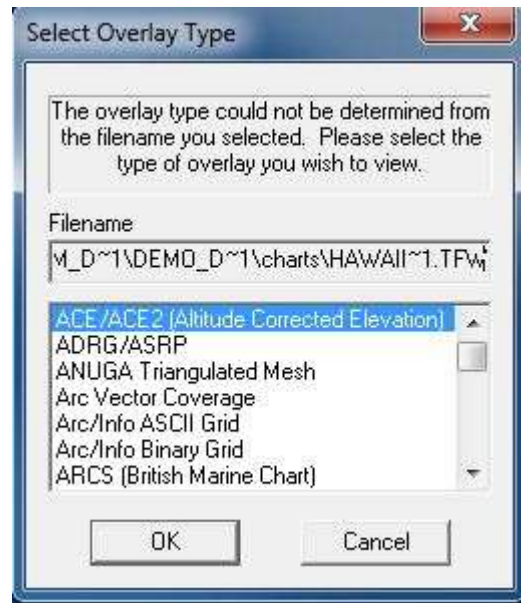 Select Overlay Type
The overlay type could not be determined from
the filename you selected. Please select the
type of overlay you wish to view.
Filename
M_D~1\DEMO_D~1\charts\HAWAII~1.TFW
ACE/ACE2 (Altitude Corrected Elevation)
ADRG/ASRP
ANUGA Triangulated Mesh
Arc Vector Coverage
Arc/Info ASCII Grid
Arc/Info Binary Grid
ARCS (British Marine Chart)
OK
Cancel